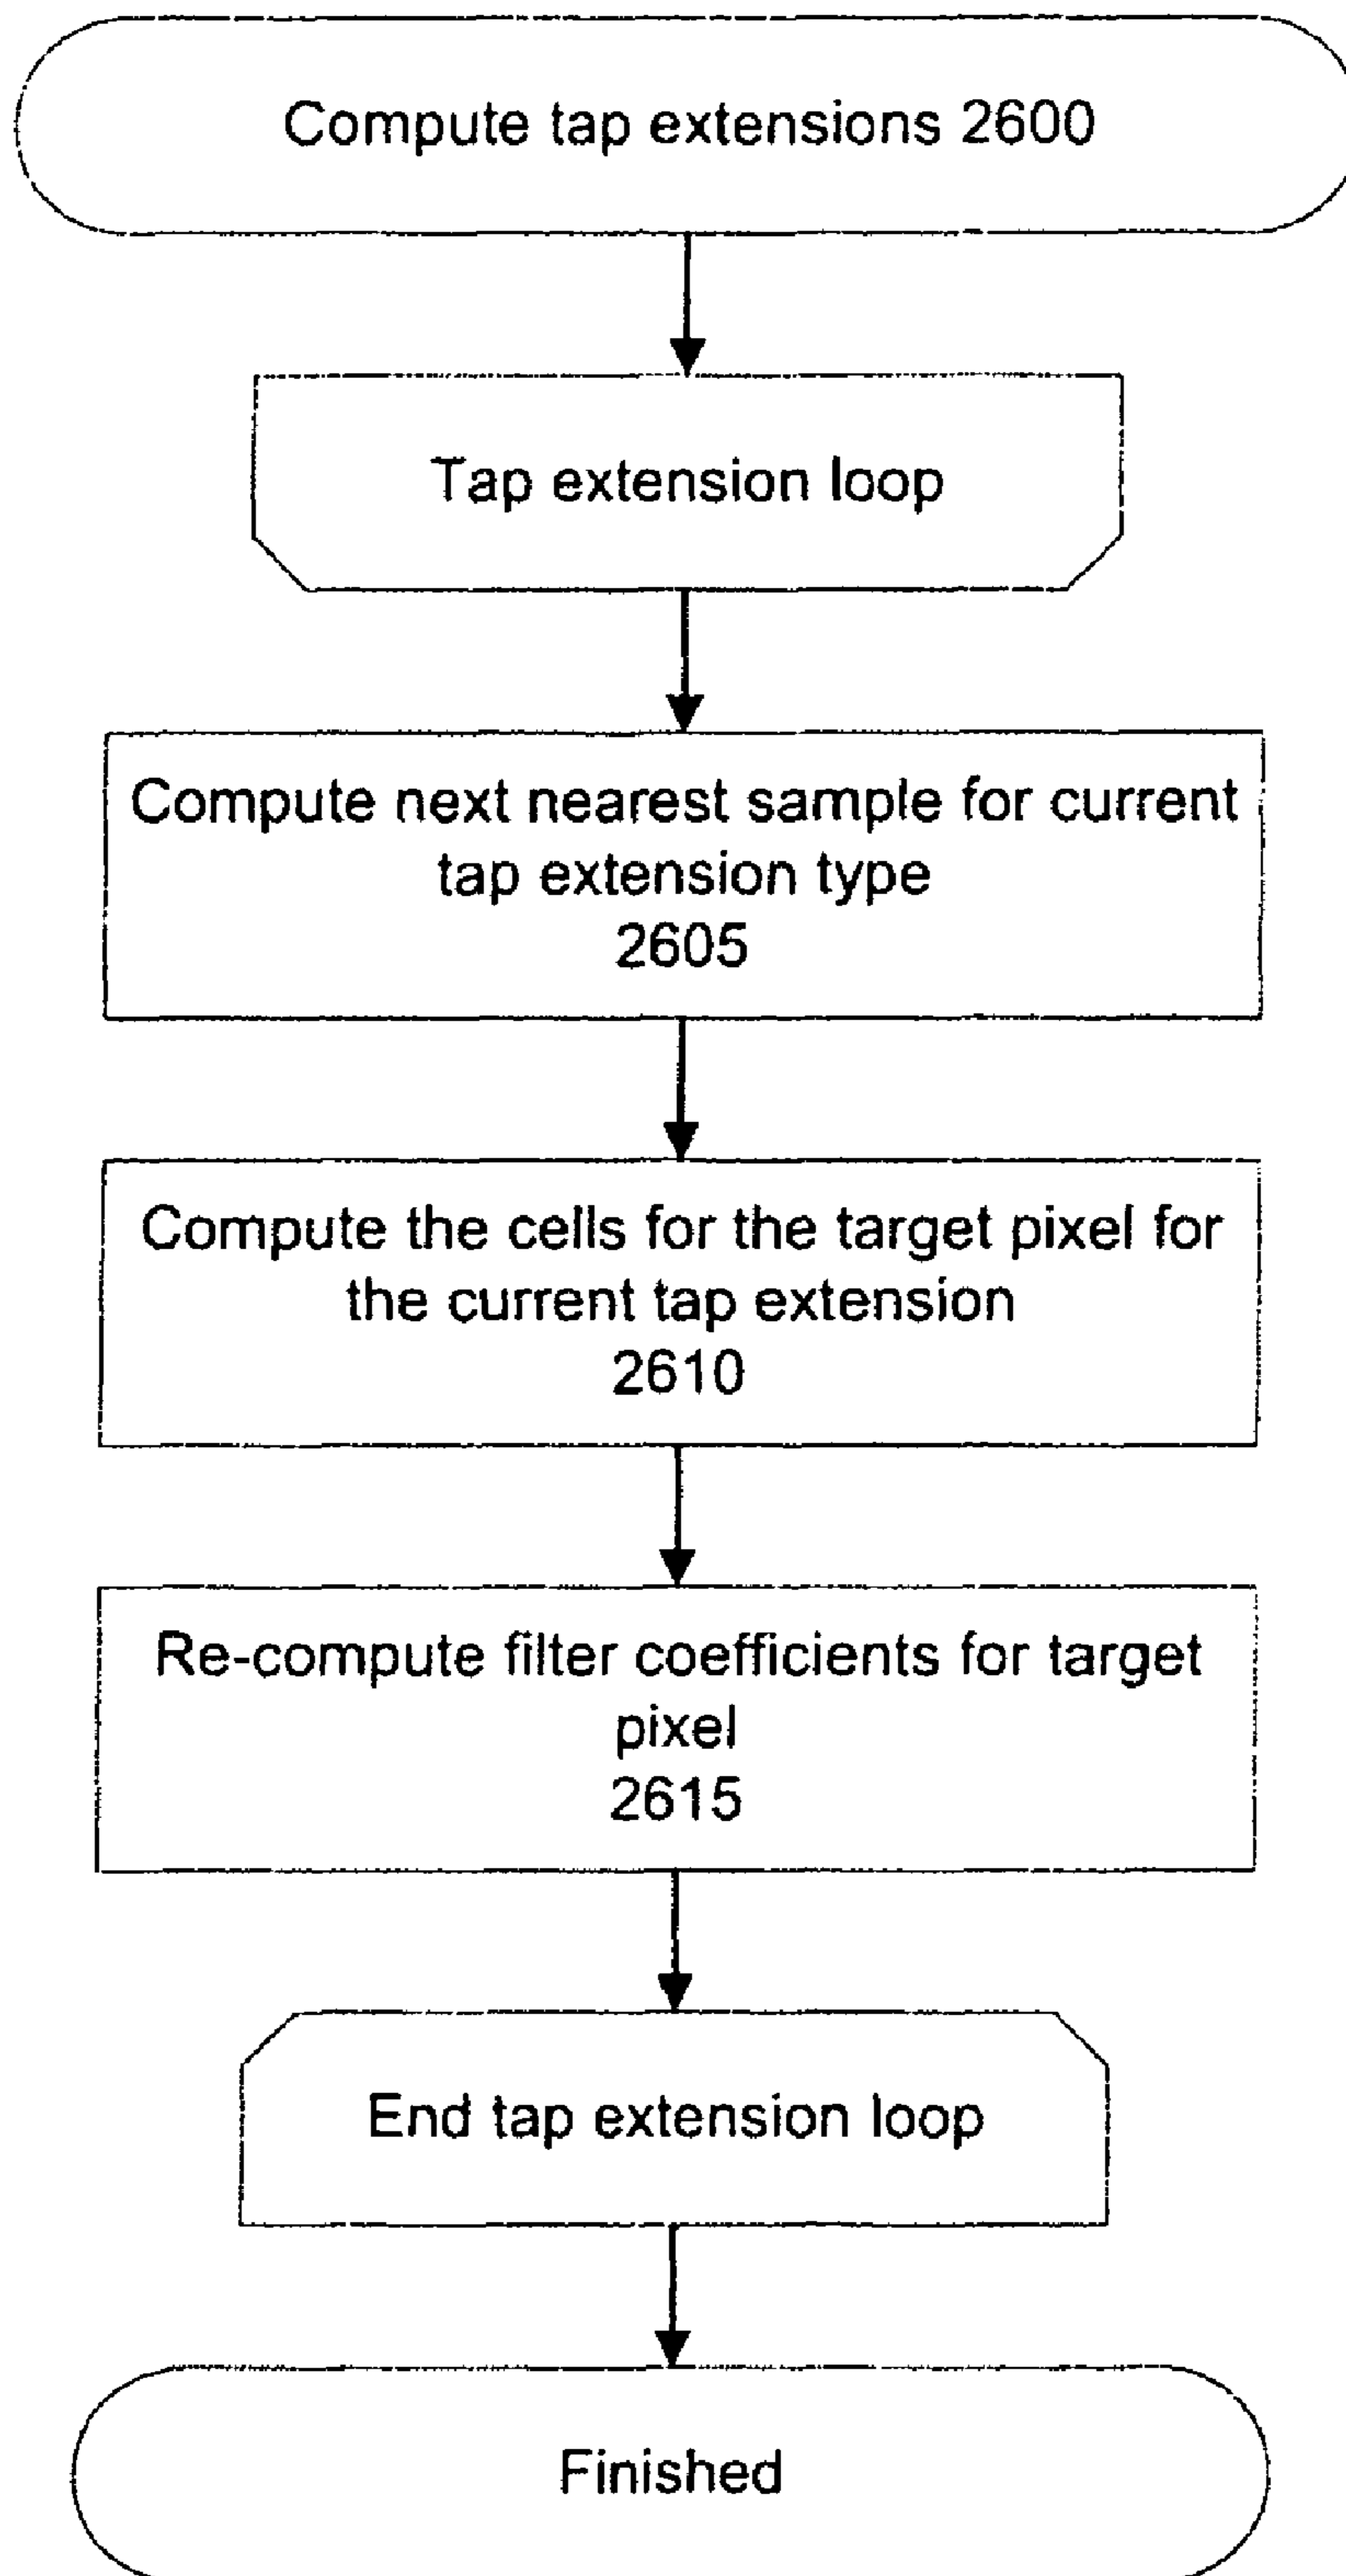 Compute tap extensions 2600
Tap extension loop
Compute next nearest sample for current
tap extension type
2605
Compute the cells for the target pixel for
the current tap extension
2610
Re-compute filter coefficients for target
pixel
2615
End tap extension loop
Finished